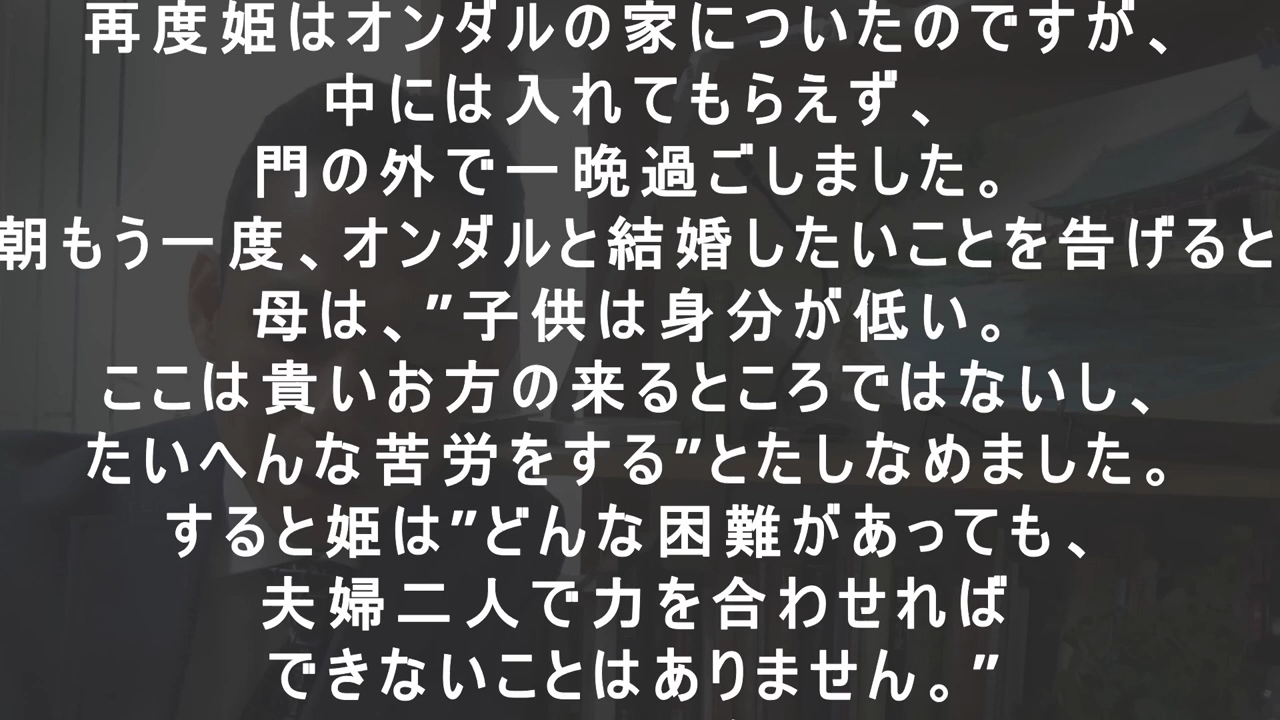 再度姫はオンダルの家についたのですが、
中には入れてもらえず、
門の外で一晩過ごしました。
朝もう一度、オンダルと結婚したいことを告げると
母は、”子供は身分が低い。
ここは貴いお方の来るところではないし、
たいへんな苦労をする”とたしなめました。
すると姫は”どんな困難があっても、
夫婦二人で力を合わせれば
できないことはありません。”